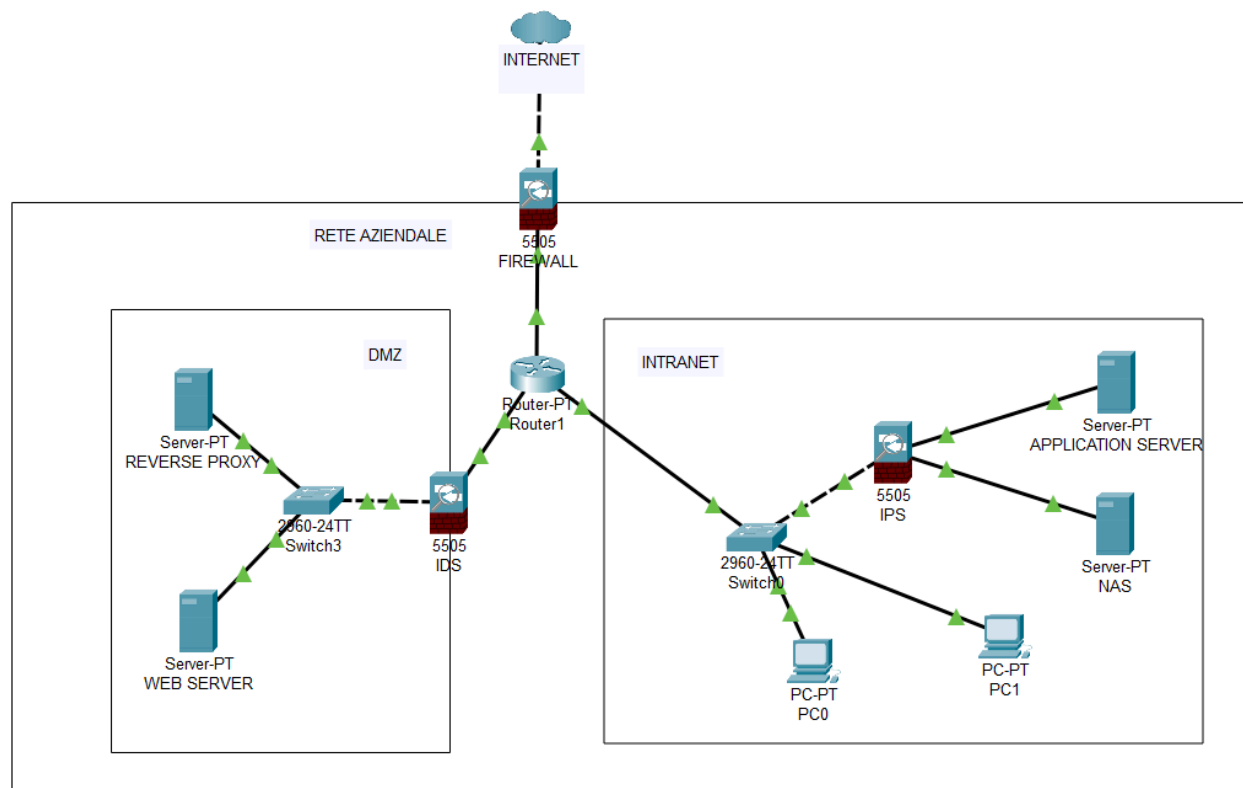 INTERNET
5505
FIREWALL
RETE AZIENDALE
DMZ
INTRANET
Router-PT
Router1
Server-PT
REVERSE PROXY
Server-PT
APPLICATION SERVER
5505
IPS
2960-24TT
Switch3
5505
IDS
2960-24TT
Switch0
Server-PT
NAS
Server-PT
WEB SERVER
PC-PT
PC1
PC-PT
PC0